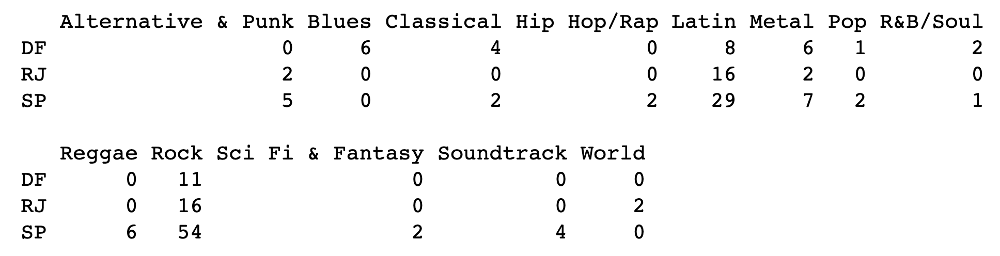 Alternative & Punk Blues Classical Hip Hop/Rap Latin Metal Pop R&B/Soul
DF 0 6 4 0 8 6 1 2
RJ 2 0 0 0 16 2 0 0
SP 5 0 2 2 29 7 2 1
Reggae Rock Sci Fi & Fantasy Soundtrack World
DF 0 11 0 0 0
RJ 0 16 0 0 2
SP 6 54 2 4 0